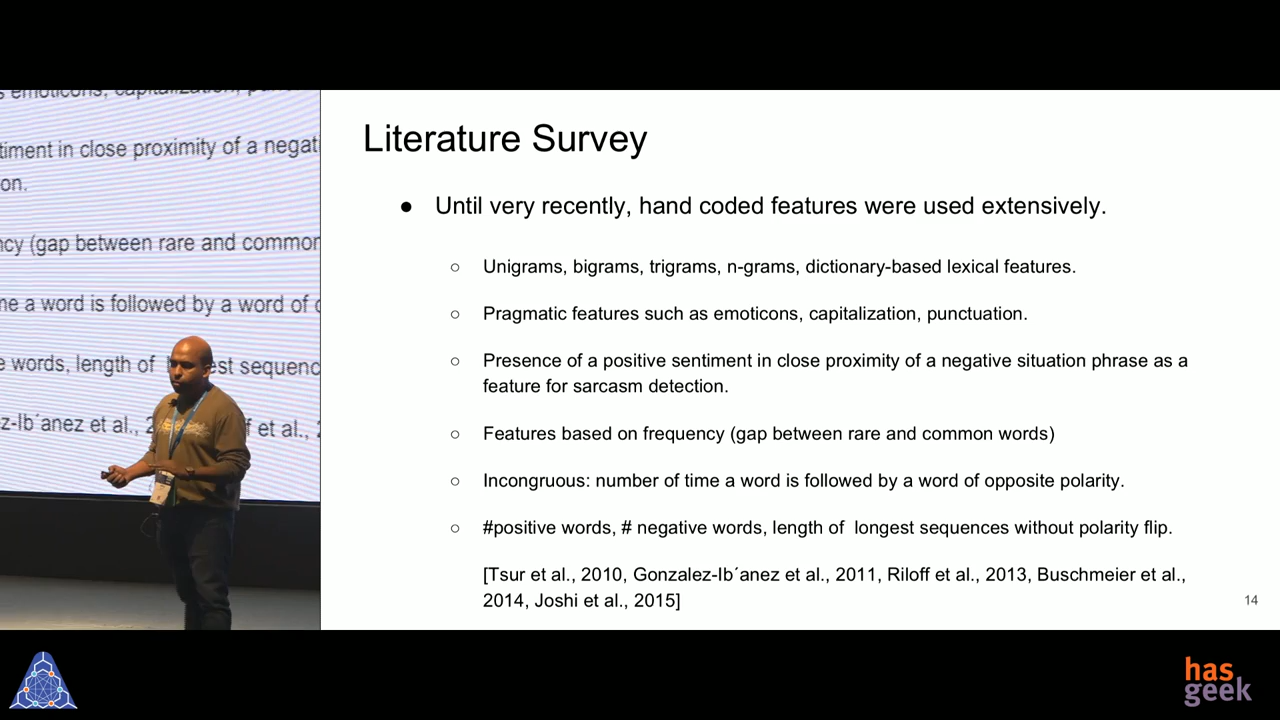 s emoticons, capitalization, pun
timent in close proximity of a negati
on.
ncy (gap between rare and common
me a word is followed by a word of o
e words, length of est sequenc
z-Ib´anez et al., 2 ff et al., 2
Literature Survey
● Until very recently, hand coded features were used extensively.
○ Unigrams, bigrams, trigrams, n-grams, dictionary-based lexical features.
○ Pragmatic features such as emoticons, capitalization, punctuation.
○ Presence of a positive sentiment in close proximity of a negative situation phrase as a
feature for sarcasm detection.
○ Features based on frequency (gap between rare and common words)
○ Incongruous: number of time a word is followed by a word of opposite polarity.
○ #positive words, # negative words, length of  longest sequences without polarity flip.
[Tsur et al., 2010, Gonzalez-Ib´anez et al., 2011, Riloff et al., 2013, Buschmeier et al.,
2014, Joshi et al., 2015]
14
has
geek